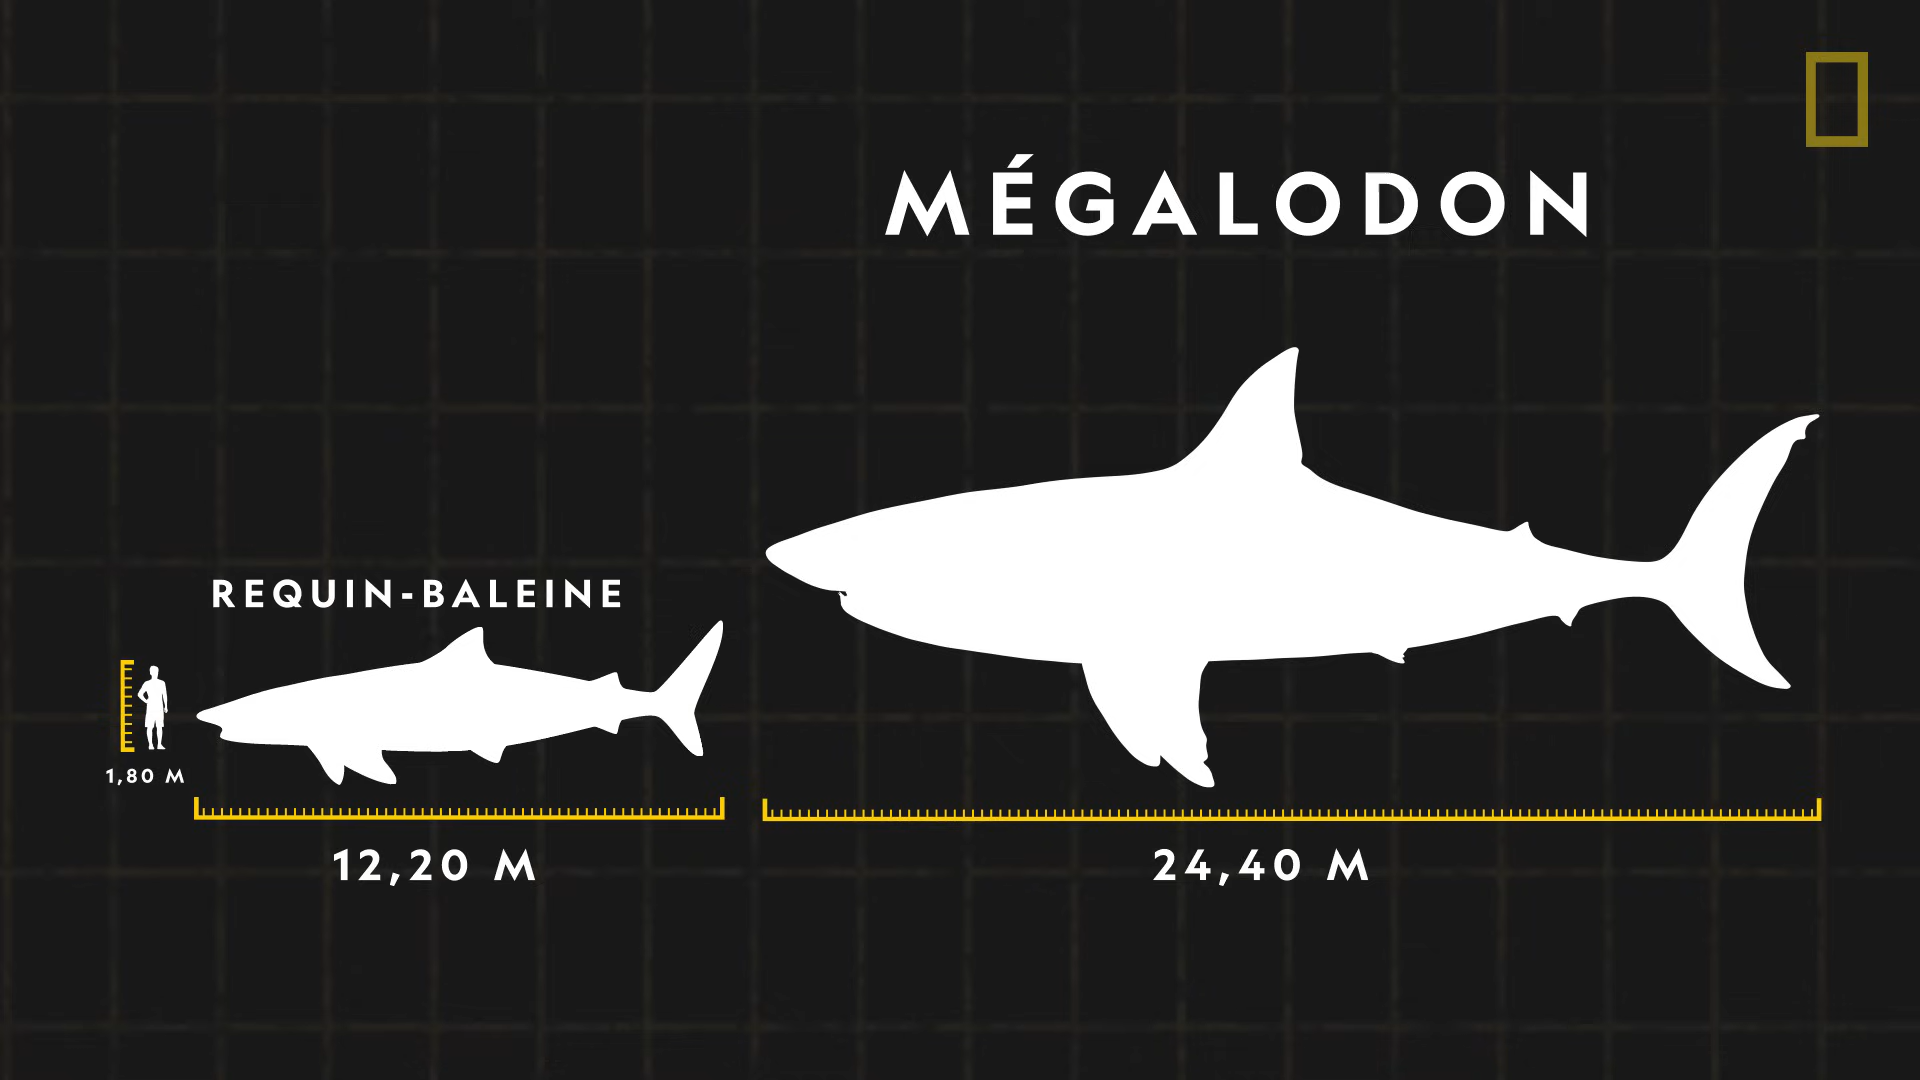 MÉGALODON
REQUIN-BALEINE
1,80 M
12,20 M
24,40 M